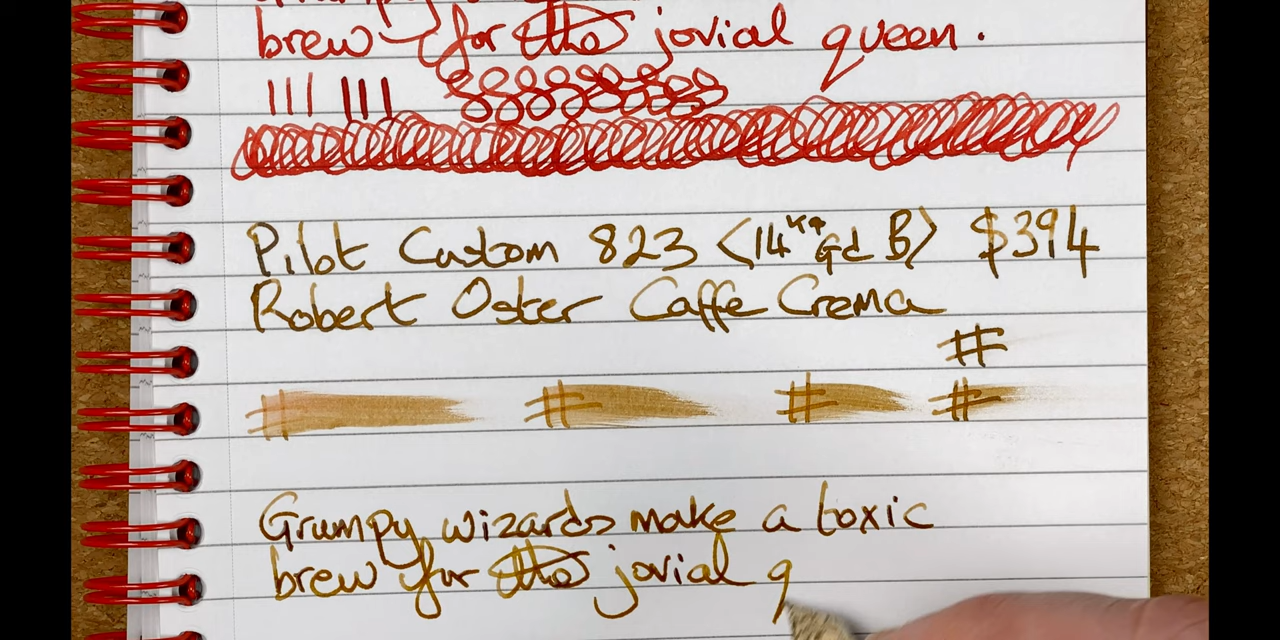 brew for the jovial queen.
Pilot Custom 823 <14kt Gd B> $394
Robert Oster Caffe Crema
#
# # # #
Grumpy wizards make a toxic
brew for the jovial q